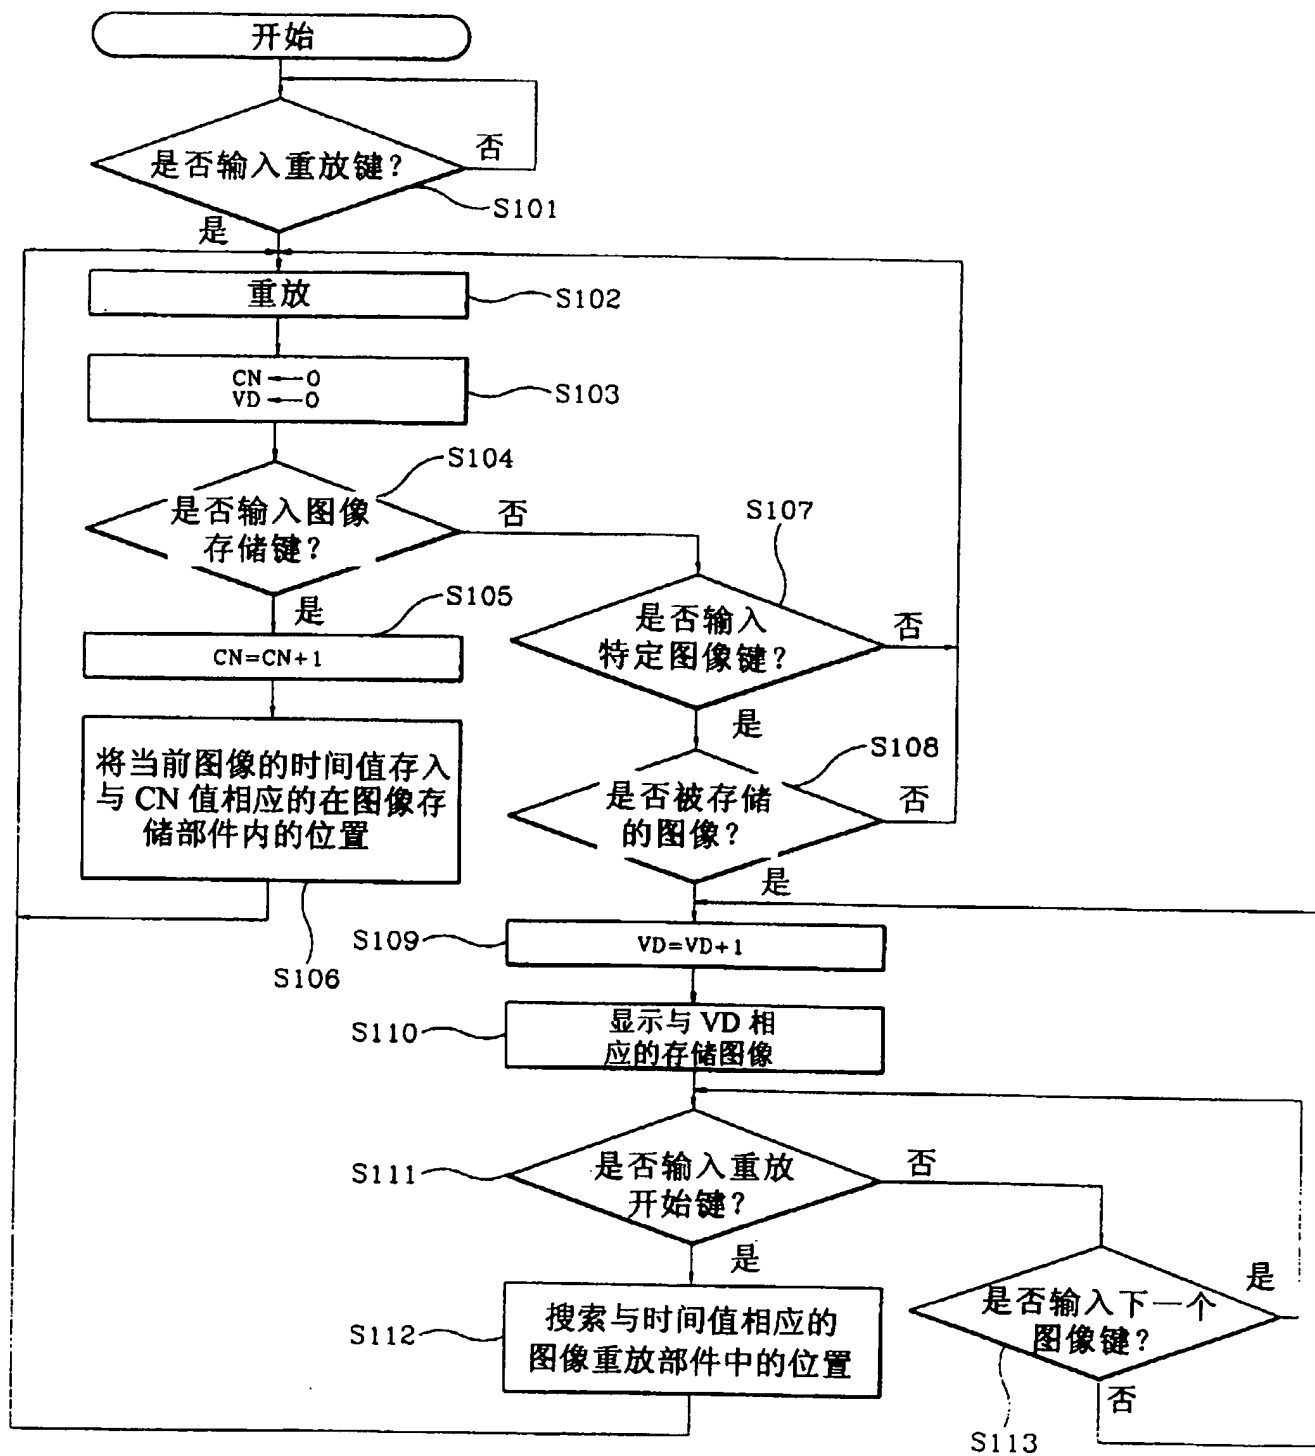 开始
是否输入重放键?
否
S101
是
重放
S102
CN←0
VD←0
S103
S104
是否输入图像
存储键?
否
S107
是
S105
CN=CN+1
是否输入
特定图像键?
否
是
将当前图像的时间值存入
与CN值相应的在图像存
储部件内的位置
S106
S108
是否被存储
的图像?
否
是
S109
VD=VD+1
S110
显示与VD相
应的存储图像
S111
是否输入重放
开始键?
否
是
S112
搜索与时间值相应的
图像重放部件中的位置
是否输入下一个
图像键?
是
否
S113